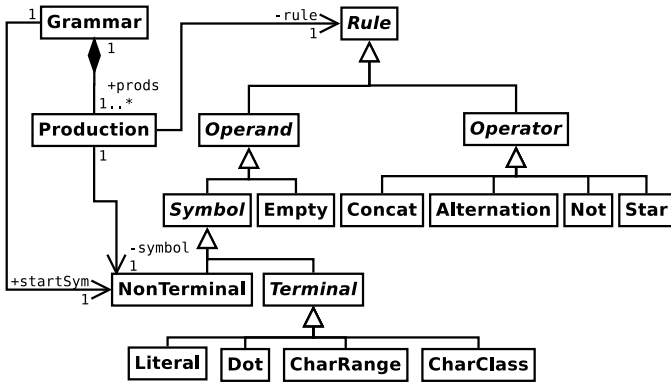 1 Grammar -rule Rule
1 1
+prods
1..*
Production Operand Operator
1
Symbol Empty Concat Alternation Not Star
-symbol
+startSym 1
1 NonTerminal Terminal
Literal Dot CharRange CharClass